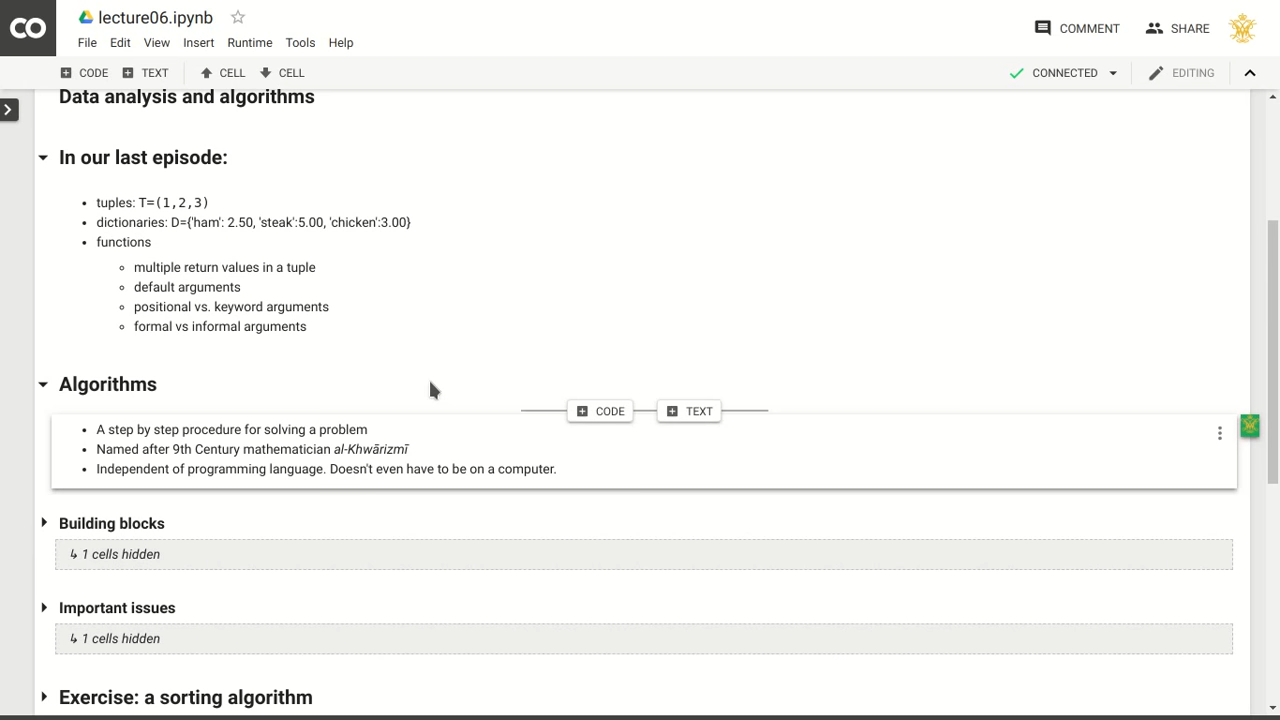 CO
lecture06.ipynb
File Edit View Insert Runtime Tools Help
COMMENT SHARE
CODE TEXT CELL CELL
CONNECTED EDITING
Data analysis and algorithms
In our last episode:
tuples: T=(1,2,3)
dictionaries: D={'ham': 2.50, 'steak':5.00, 'chicken':3.00}
functions
multiple return values in a tuple
default arguments
positional vs. keyword arguments
formal vs informal arguments
Algorithms
CODE TEXT
A step by step procedure for solving a problem
Named after 9th Century mathematician al-Khwārizmī
Independent of programming language. Doesn't even have to be on a computer.
Building blocks
↳ 1 cells hidden
Important issues
↳ 1 cells hidden
Exercise: a sorting algorithm